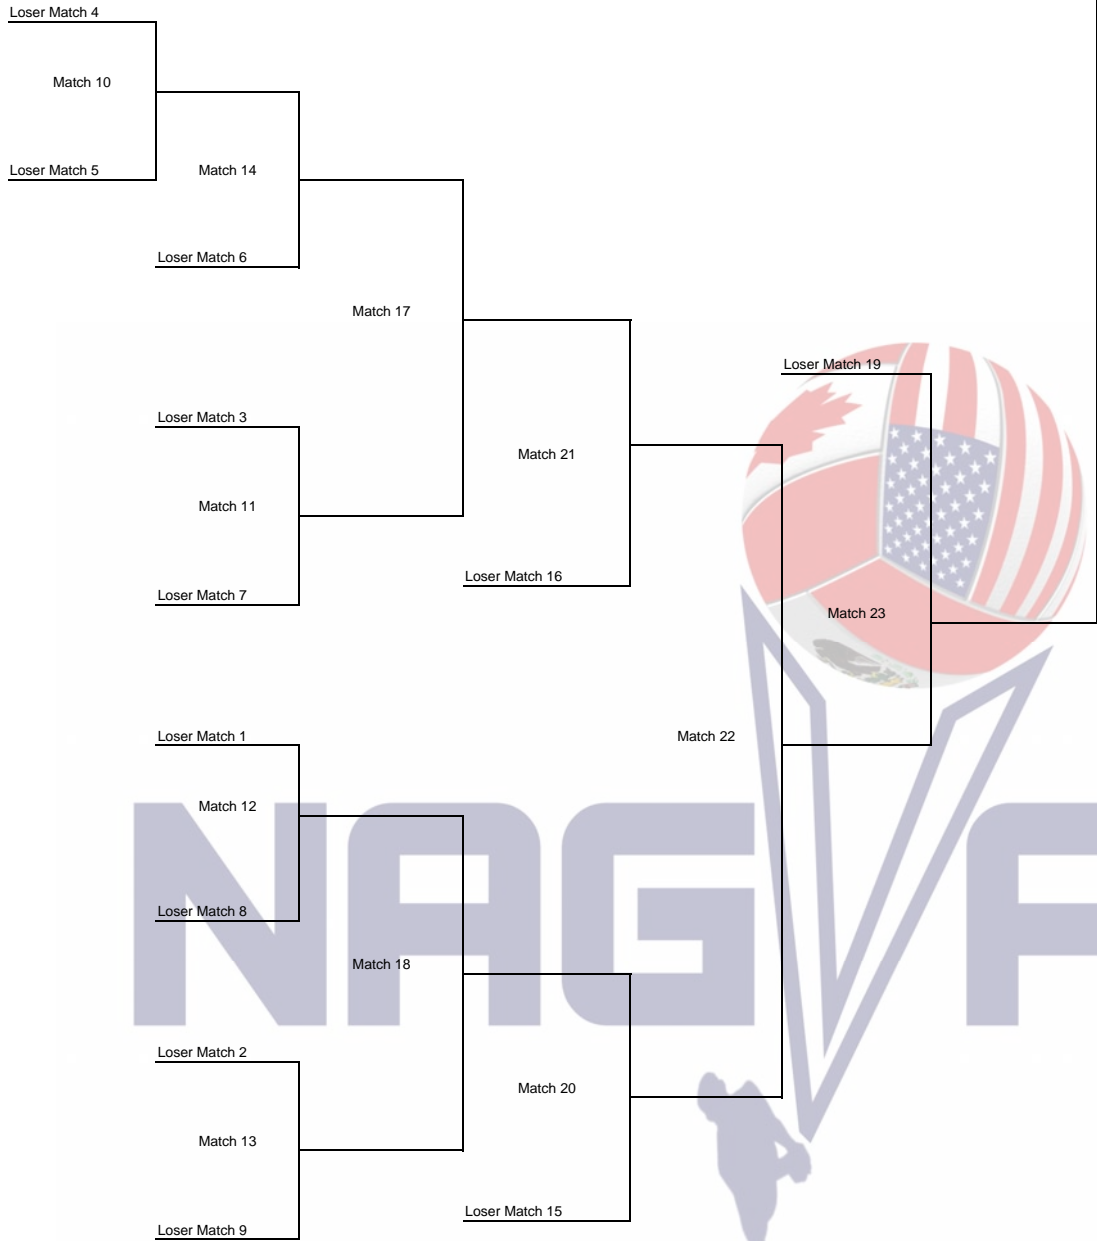 Loser Match 4
Match 10
Loser Match 5
Match 14
Loser Match 6
Match 17
Loser Match 19
Loser Match 3
Match 21
Match 11
Loser Match 16
Loser Match 7
Match 23
Loser Match 1
Match 22
Match 12
NAGVA
Loser Match 8
Match 18
Loser Match 2
Match 20
Match 13
Loser Match 15
Loser Match 9